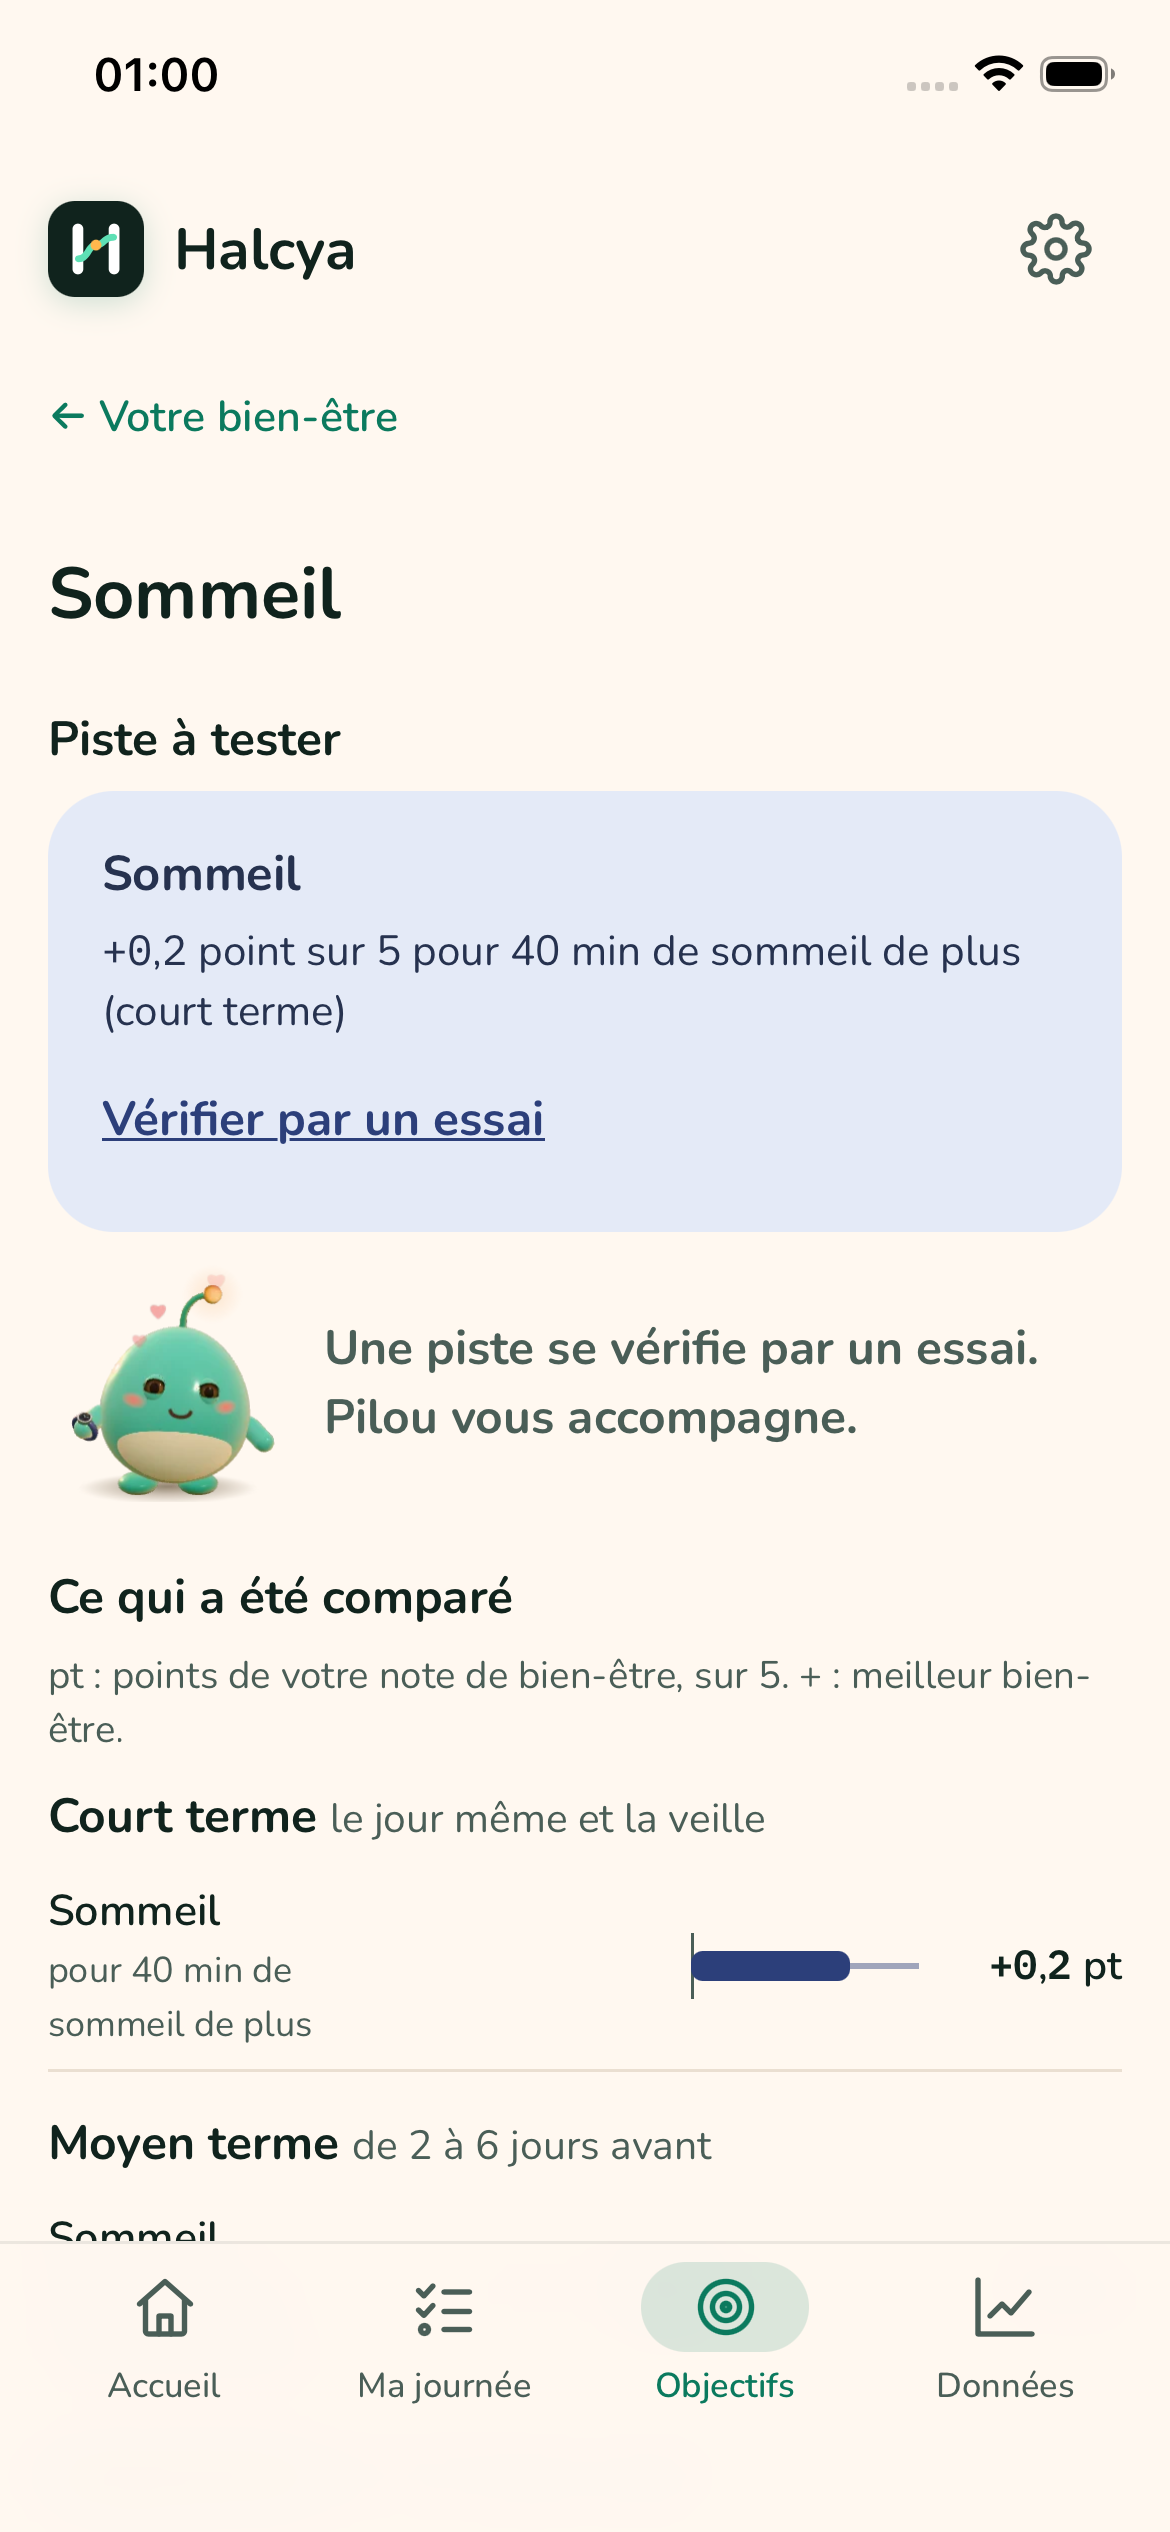 01:00
Halcya
← Votre bien-être
Sommeil
Piste à tester
Sommeil
+0,2 point sur 5 pour 40 min de sommeil de plus
(court terme)
Vérifier par un essai
Une piste se vérifie par un essai.
Pilou vous accompagne.
Ce qui a été comparé
pt : points de votre note de bien-être, sur 5. + : meilleur bien-
être.
Court terme le jour même et la veille
Sommeil
pour 40 min de
sommeil de plus
+0,2 pt
Moyen terme de 2 à 6 jours avant
Sommeil
Accueil
Ma journée
Objectifs
Données